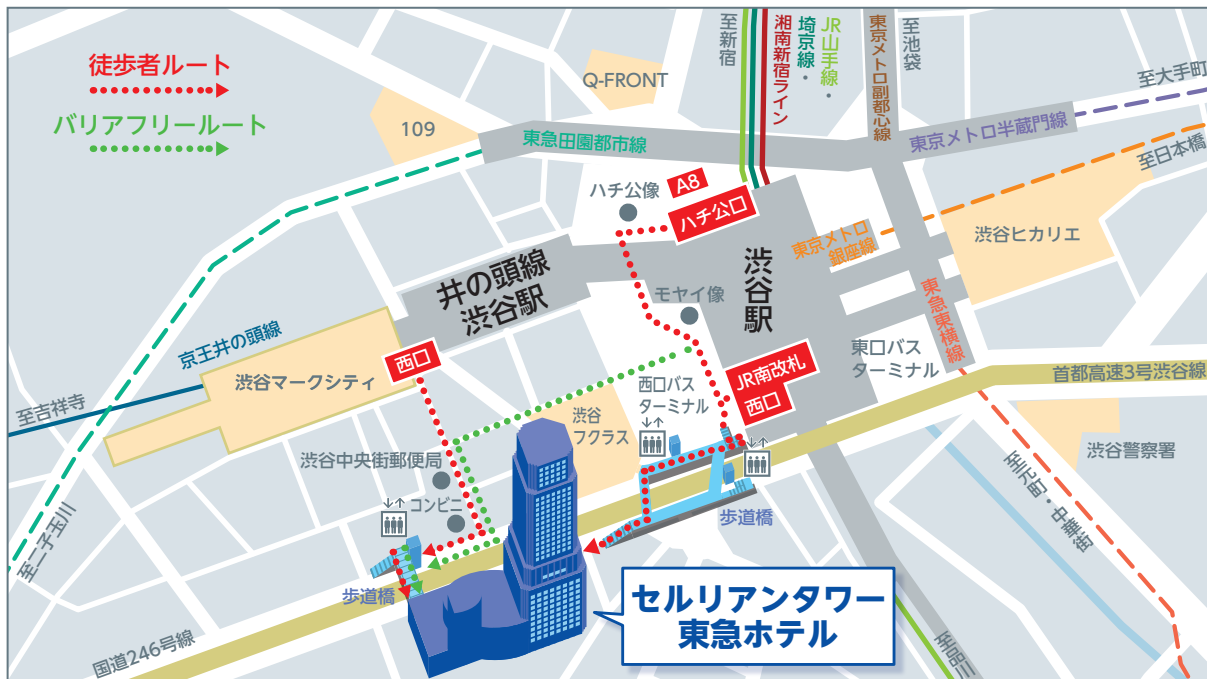 徒歩者ルート
バリアフリールート
109
Q-FRONT
至新宿
湘南新宿ライン
埼京線・
JR山手線・
東京メトロ副都心線
至池袋
至大手町
東急田園都市線
東京メトロ半蔵門線
至日本橋
ハチ公像
A8
ハチ公口
東京メトロ
銀座線
渋谷ヒカリエ
井の頭線
渋谷駅
渋谷駅
モヤイ像
東急東横線
京王井の頭線
西口
渋谷マークシティ
至吉祥寺
JR南改札
西口
東口バス
ターミナル
首都高速3号渋谷線
西口バス
ターミナル
渋谷
フクラス
渋谷中央街郵便局
コンビニ
渋谷警察署
至二子玉川
歩道橋
歩道橋
至元町・中華街
セルリアンタワー
東急ホテル
国道246号線
至品川